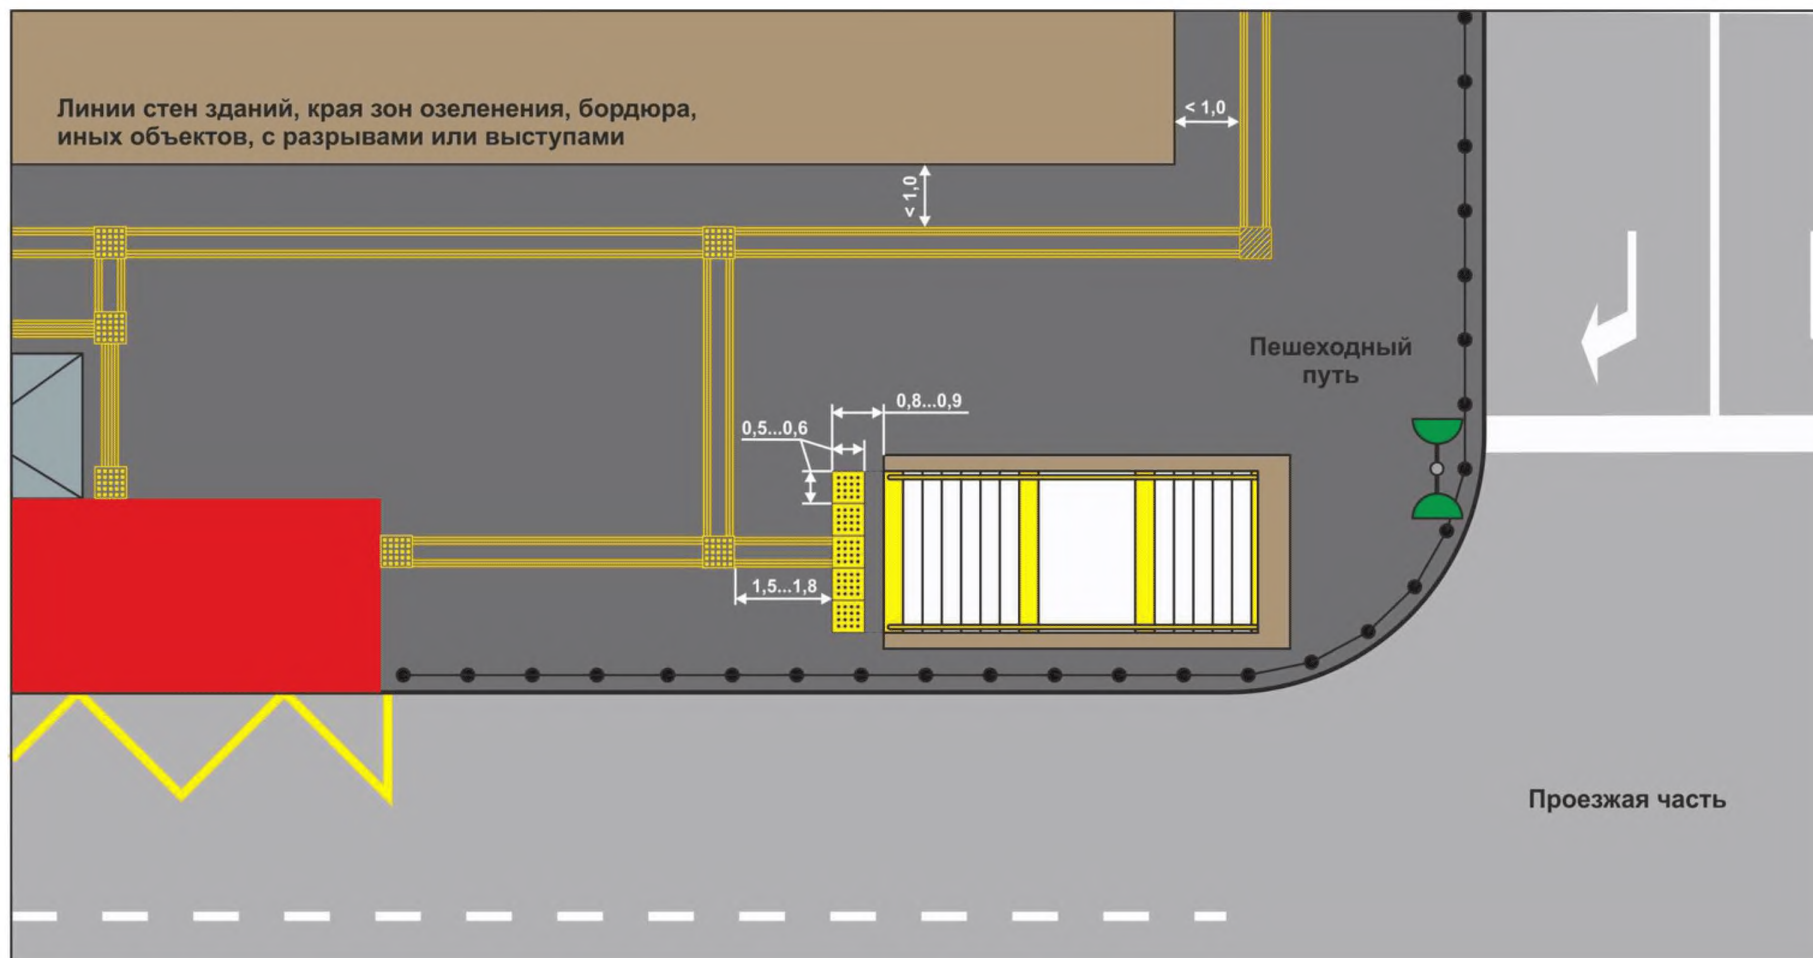 Линии стен зданий, края зон озеленения, бордюра,
иных объектов, с разрывами или выступами
< 1,0
< 1,0
Пешеходный
путь
0,8...0,9
0,5...0,6
1,5...1,8
Проезжая часть